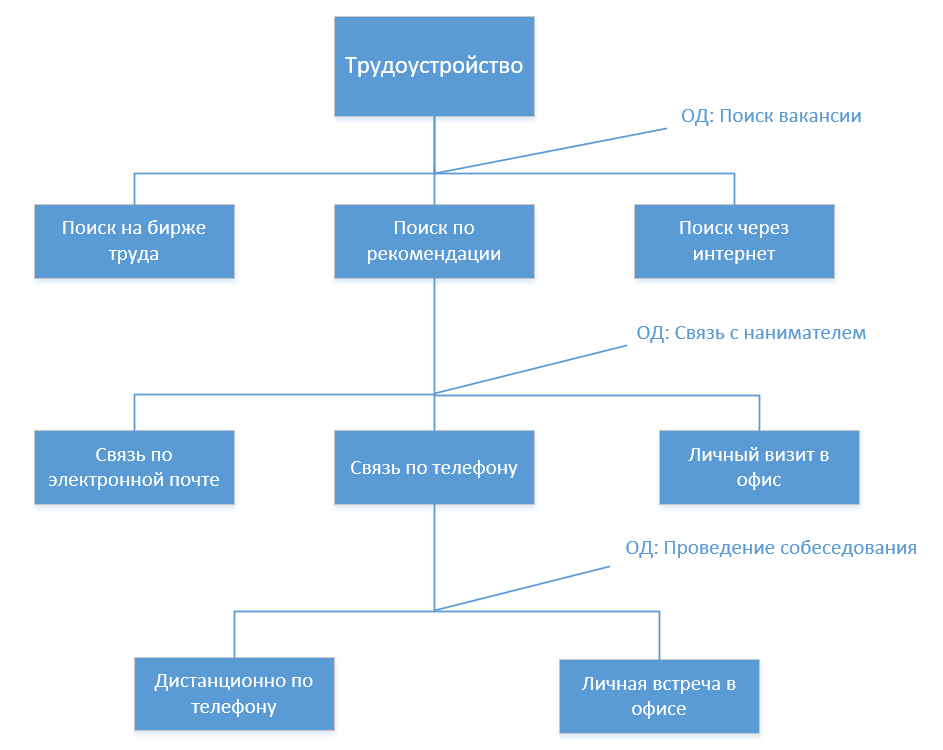 Трудоустройство
ОД: Поиск вакансии
Поиск на бирже
труда
Поиск по
рекомендации
Поиск через
интернет
ОД: Связь с нанимателем
Связь по
электронной почте
Связь по телефону
Личный визит в
офис
ОД: Проведение собеседования
Дистанционно по
телефону
Личная встреча в
офисе